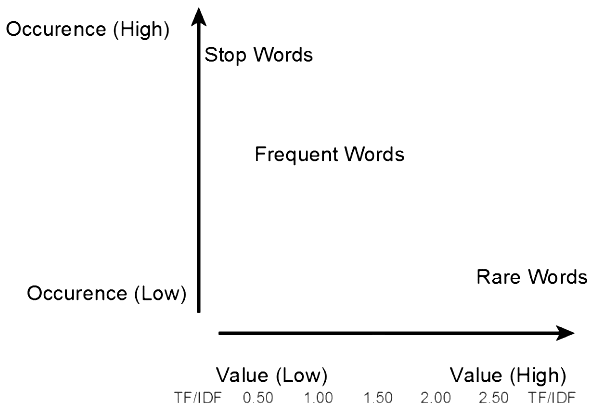 Occurence (High)
Stop Words
Frequent Words
Rare Words
Occurence (Low)
Value (Low) Value (High)
TF/IDF 0.50 1.00 1.50 2.00 2.50 TF/IDF